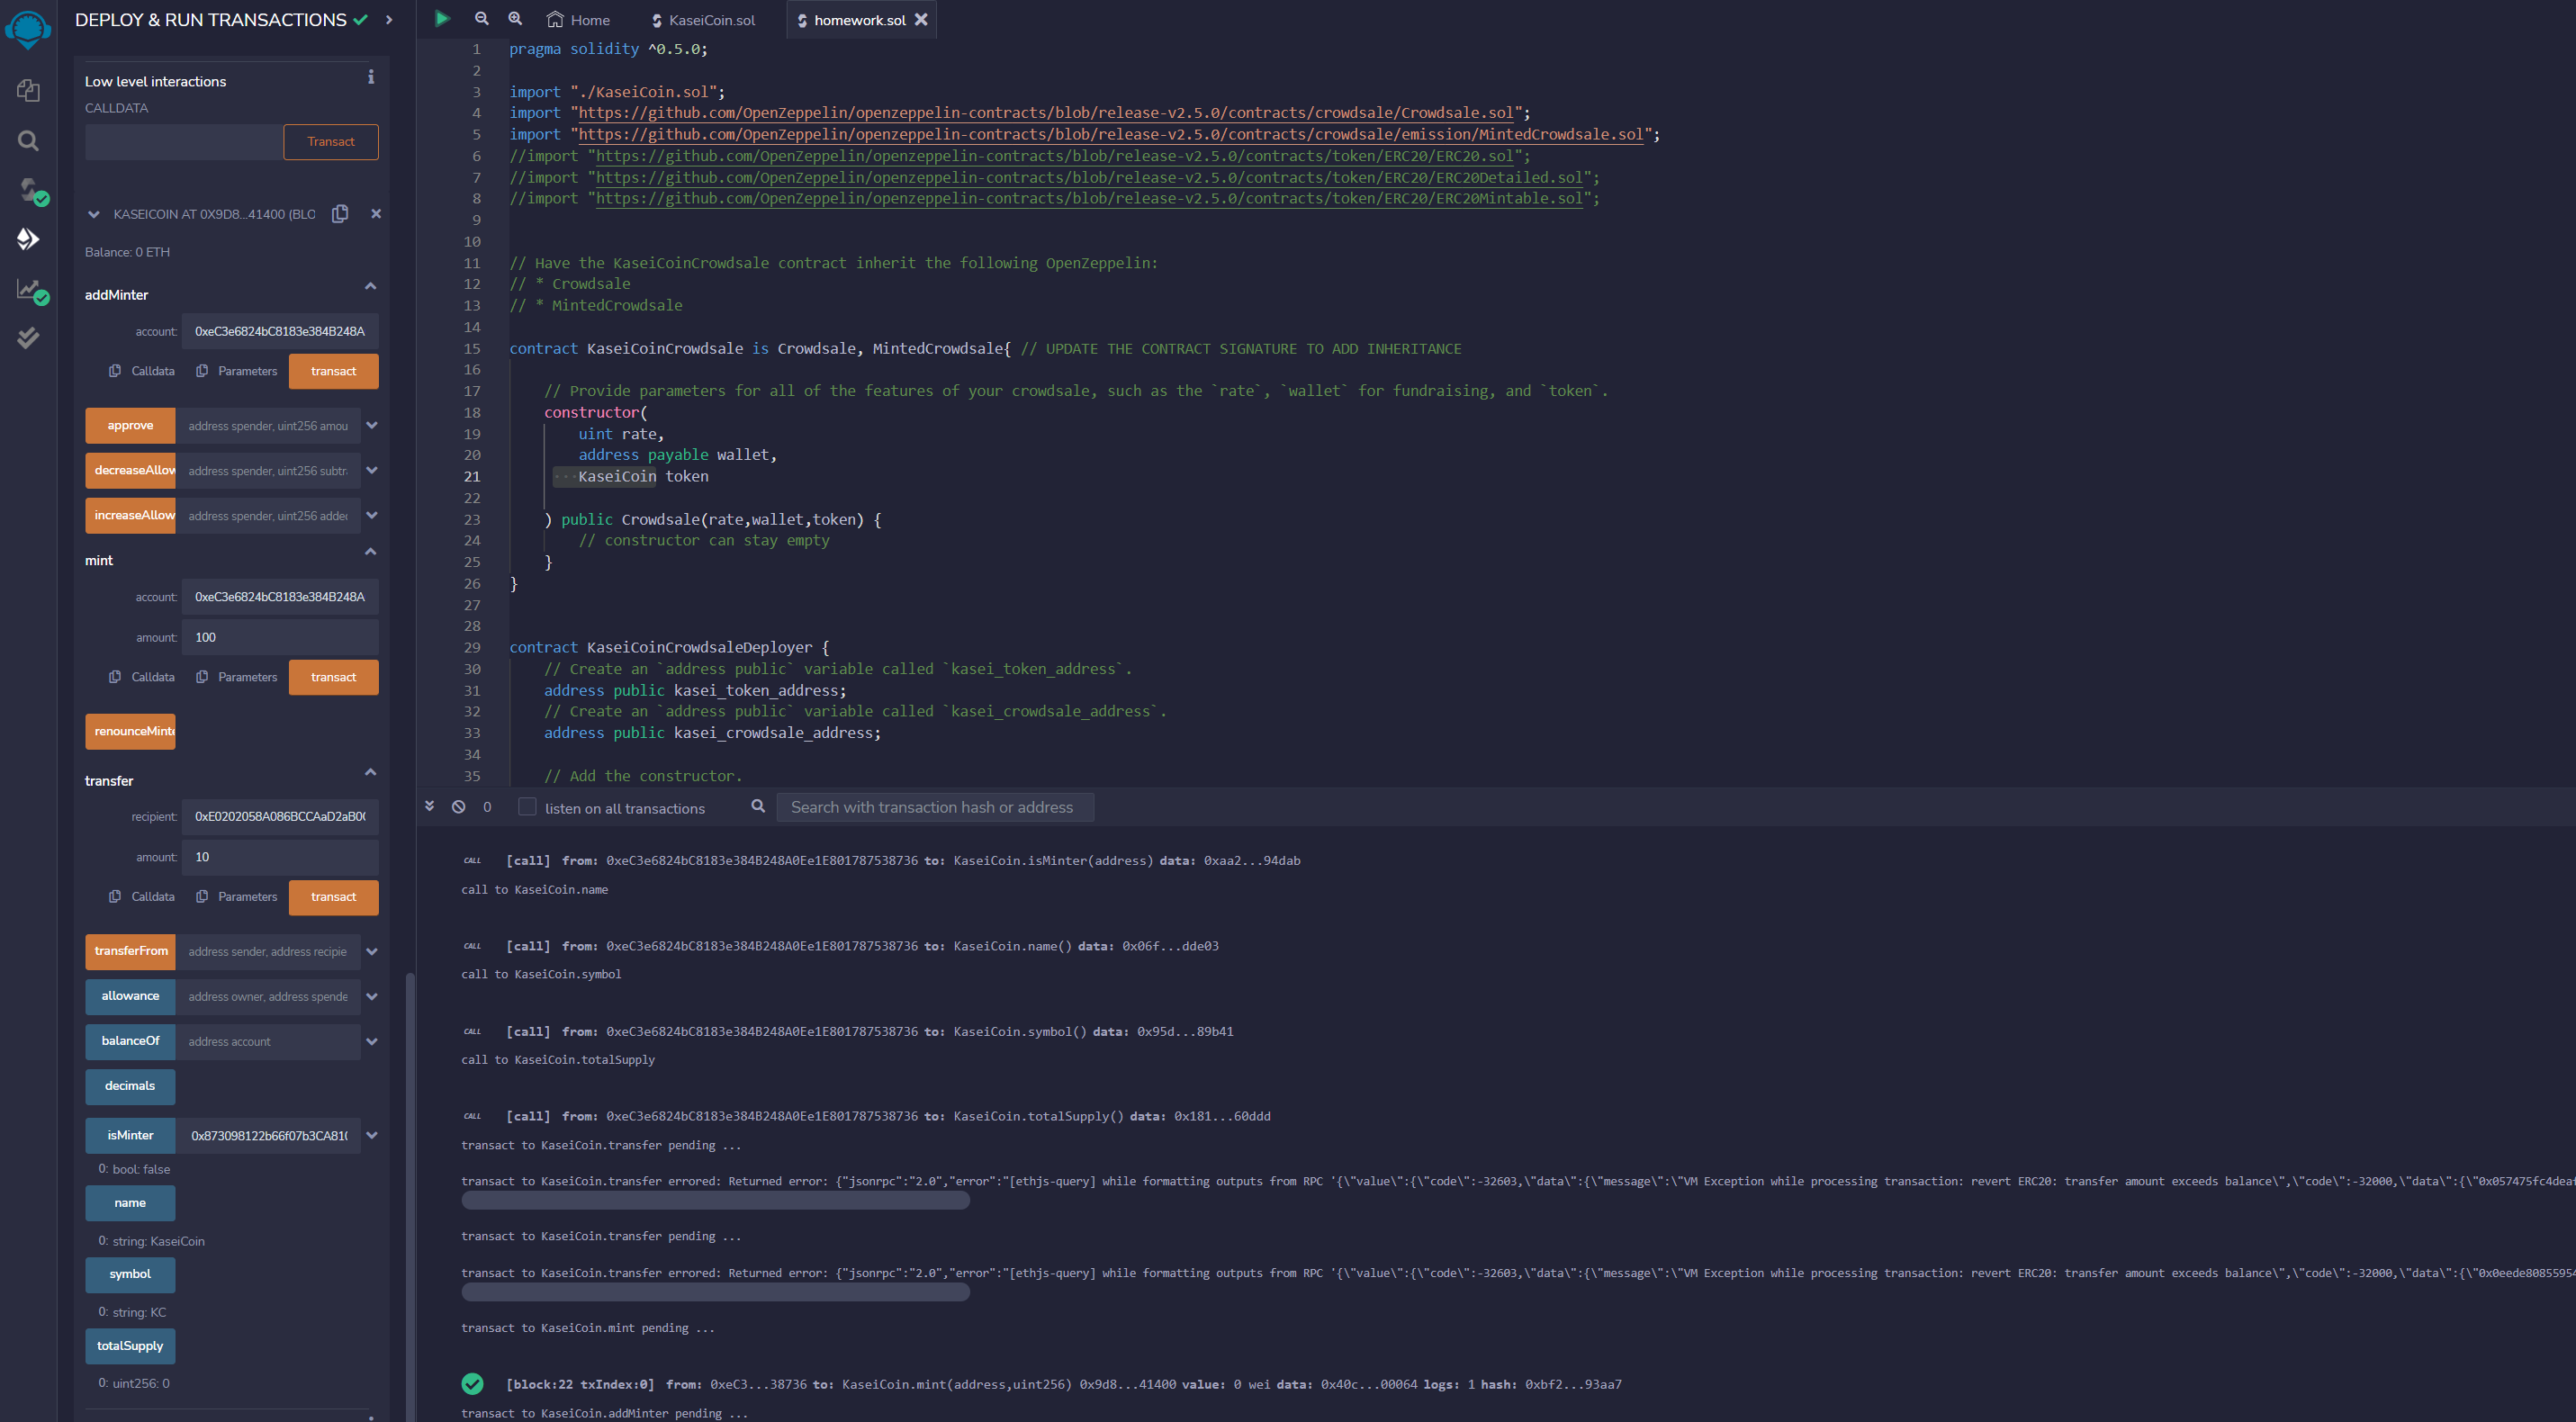 DEPLOY & RUN TRANSACTIONS
Low level interactions
i
CALLDATA
Transact
KASEICOIN AT 0X9D8...41400 (BLO
Balance: 0 ETH
addMinter
account: 0xeC3e6824bC8183e384B248A
Calldata Parameters transact
approve address spender, uint256 amou
decreaseAllow address spender, uint256 subtr
increaseAllow address spender, uint256 added
mint
account: 0xeC3e6824bC8183e384B248A
amount: 100
Calldata Parameters transact
renounceMinte
transfer
recipient: 0xE0202058A086BCCAaD2aB00
amount: 10
Calldata Parameters transact
transferFrom address sender, address recipie
allowance address owner, address spende
balanceOf address account
decimals
isMinter 0x873098122b66f07b3CA810
0: bool: false
name
0: string: KaseiCoin
symbol
0: string: KC
totalSupply
0: uint256: 0
Home KaseiCoin.sol homework.sol
1 pragma solidity ^0.5.0;
2
3 import "./KaseiCoin.sol";
4 import "https://github.com/OpenZeppelin/openzeppelin-contracts/blob/release-v2.5.0/contracts/crowdsale/Crowdsale.sol";
5 import "https://github.com/OpenZeppelin/openzeppelin-contracts/blob/release-v2.5.0/contracts/crowdsale/emission/MintedCrowdsale.sol";
6 //import "https://github.com/OpenZeppelin/openzeppelin-contracts/blob/release-v2.5.0/contracts/token/ERC20/ERC20.sol";
7 //import "https://github.com/OpenZeppelin/openzeppelin-contracts/blob/release-v2.5.0/contracts/token/ERC20/ERC20Detailed.sol";
8 //import "https://github.com/OpenZeppelin/openzeppelin-contracts/blob/release-v2.5.0/contracts/token/ERC20/ERC20Mintable.sol";
9
10
11 // Have the KaseiCoinCrowdsale contract inherit the following OpenZeppelin:
12 // * Crowdsale
13 // * MintedCrowdsale
14
15 contract KaseiCoinCrowdsale is Crowdsale, MintedCrowdsale{ // UPDATE THE CONTRACT SIGNATURE TO ADD INHERITANCE
16
17 // Provide parameters for all of the features of your crowdsale, such as the `rate`, `wallet` for fundraising, and `token`.
18 constructor(
19 uint rate,
20 address payable wallet,
21 KaseiCoin token
22
23 ) public Crowdsale(rate,wallet,token) {
24 // constructor can stay empty
25 }
26 }
27
28
29 contract KaseiCoinCrowdsaleDeployer {
30 // Create an `address public` variable called `kasei_token_address`.
31 address public kasei_token_address;
32 // Create an `address public` variable called `kasei_crowdsale_address`.
33 address public kasei_crowdsale_address;
34
35 // Add the constructor.
0 listen on all transactions Search with transaction hash or address
CALL [call] from: 0xeC3e6824bC8183e384B248A0Ee1E801787538736 to: KaseiCoin.isMinter(address) data: 0xaa2...94dab
call to KaseiCoin.name
CALL [call] from: 0xeC3e6824bC8183e384B248A0Ee1E801787538736 to: KaseiCoin.name() data: 0x06f...dde03
call to KaseiCoin.symbol
CALL [call] from: 0xeC3e6824bC8183e384B248A0Ee1E801787538736 to: KaseiCoin.symbol() data: 0x95d...89b41
call to KaseiCoin.totalSupply
CALL [call] from: 0xeC3e6824bC8183e384B248A0Ee1E801787538736 to: KaseiCoin.totalSupply() data: 0x181...60ddd
transact to KaseiCoin.transfer pending ...
transact to KaseiCoin.transfer errored: Returned error: {"jsonrpc":"2.0","error":"[ethjs-query] while formatting outputs from RPC '{\"value\":{\"code\":-32603,\"data\":{\"message\":\"VM Exception while processing transaction: revert ERC20: transfer amount exceeds balance\",\"code\":-32000,\"data\":{\"0x057475fc4deaf
transact to KaseiCoin.transfer pending ...
transact to KaseiCoin.transfer errored: Returned error: {"jsonrpc":"2.0","error":"[ethjs-query] while formatting outputs from RPC '{\"value\":{\"code\":-32603,\"data\":{\"message\":\"VM Exception while processing transaction: revert ERC20: transfer amount exceeds balance\",\"code\":-32000,\"data\":{\"0x0eede80855954
transact to KaseiCoin.mint pending ...
[block:22 txIndex:0] from: 0xeC3...38736 to: KaseiCoin.mint(address,uint256) 0x9d8...41400 value: 0 wei data: 0x40c...00064 logs: 1 hash: 0xbf2...93aa7
transact to KaseiCoin.addMinter pending ...